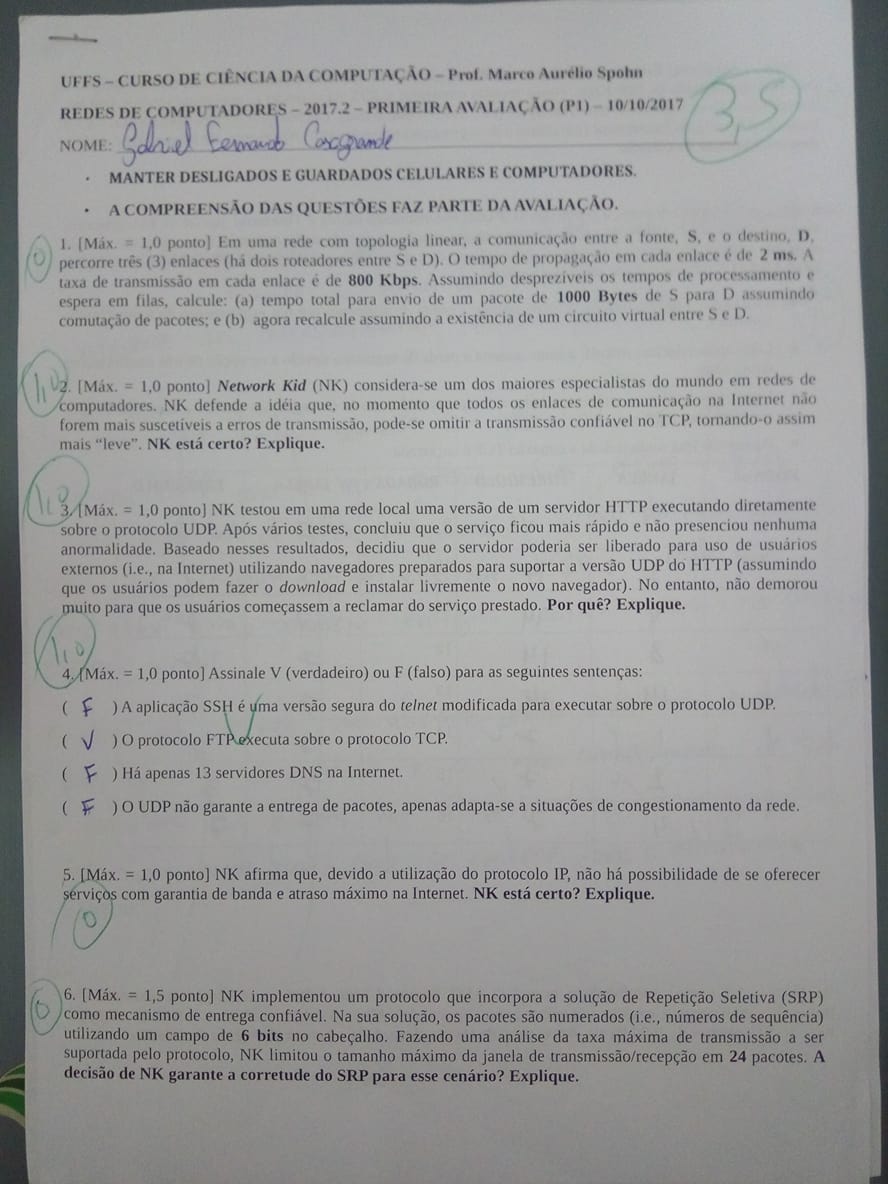 UFFS – CURSO DE CIÊNCIA DA COMPUTAÇÃO – Prof. Marco Aurélio Spohn
REDES DE COMPUTADORES – 2017.2 – PRIMEIRA AVALIAÇÃO (P1) – 10/10/2017
3,5
NOME: Gabriel Fernando Casagrande
· MANTER DESLIGADOS E GUARDADOS CELULARES E COMPUTADORES.
· A COMPREENSÃO DAS QUESTÕES FAZ PARTE DA AVALIAÇÃO.
0
1. [Máx. = 1,0 ponto] Em uma rede com topologia linear, a comunicação entre a fonte, S, e o destino, D,
percorre três (3) enlaces (há dois roteadores entre S e D). O tempo de propagação em cada enlace é de 2 ms. A
taxa de transmissão em cada enlace é de 800 Kbps. Assumindo desprezíveis os tempos de processamento e
espera em filas, calcule: (a) tempo total para envio de um pacote de 1000 Bytes de S para D assumindo
comutação de pacotes; e (b) agora recalcule assumindo a existência de um circuito virtual entre S e D.
1,0
2. [Máx. = 1,0 ponto] Network Kid (NK) considera-se um dos maiores especialistas do mundo em redes de
computadores. NK defende a idéia que, no momento que todos os enlaces de comunicação na Internet não
forem mais suscetíveis a erros de transmissão, pode-se omitir a transmissão confiável no TCP, tornando-o assim
mais “leve”. NK está certo? Explique.
1,0
3. [Máx. = 1,0 ponto] NK testou em uma rede local uma versão de um servidor HTTP executando diretamente
sobre o protocolo UDP. Após vários testes, concluiu que o serviço ficou mais rápido e não presenciou nenhuma
anormalidade. Baseado nesses resultados, decidiu que o servidor poderia ser liberado para uso de usuários
externos (i.e., na Internet) utilizando navegadores preparados para suportar a versão UDP do HTTP (assumindo
que os usuários podem fazer o download e instalar livremente o novo navegador). No entanto, não demorou
muito para que os usuários começassem a reclamar do serviço prestado. Por quê? Explique.
1,0
4. [Máx. = 1,0 ponto] Assinale V (verdadeiro) ou F (falso) para as seguintes sentenças:
( F ) A aplicação SSH é uma versão segura do telnet modificada para executar sobre o protocolo UDP.
( V ) O protocolo FTP executa sobre o protocolo TCP.
( F ) Há apenas 13 servidores DNS na Internet.
( F ) O UDP não garante a entrega de pacotes, apenas adapta-se a situações de congestionamento da rede.
5. [Máx. = 1,0 ponto] NK afirma que, devido a utilização do protocolo IP, não há possibilidade de se oferecer
serviços com garantia de banda e atraso máximo na Internet. NK está certo? Explique.
0
0
6. [Máx. = 1,5 ponto] NK implementou um protocolo que incorpora a solução de Repetição Seletiva (SRP)
como mecanismo de entrega confiável. Na sua solução, os pacotes são numerados (i.e., números de sequência)
utilizando um campo de 6 bits no cabeçalho. Fazendo uma análise da taxa máxima de transmissão a ser
suportada pelo protocolo, NK limitou o tamanho máximo da janela de transmissão/recepção em 24 pacotes. A
decisão de NK garante a corretude do SRP para esse cenário? Explique.